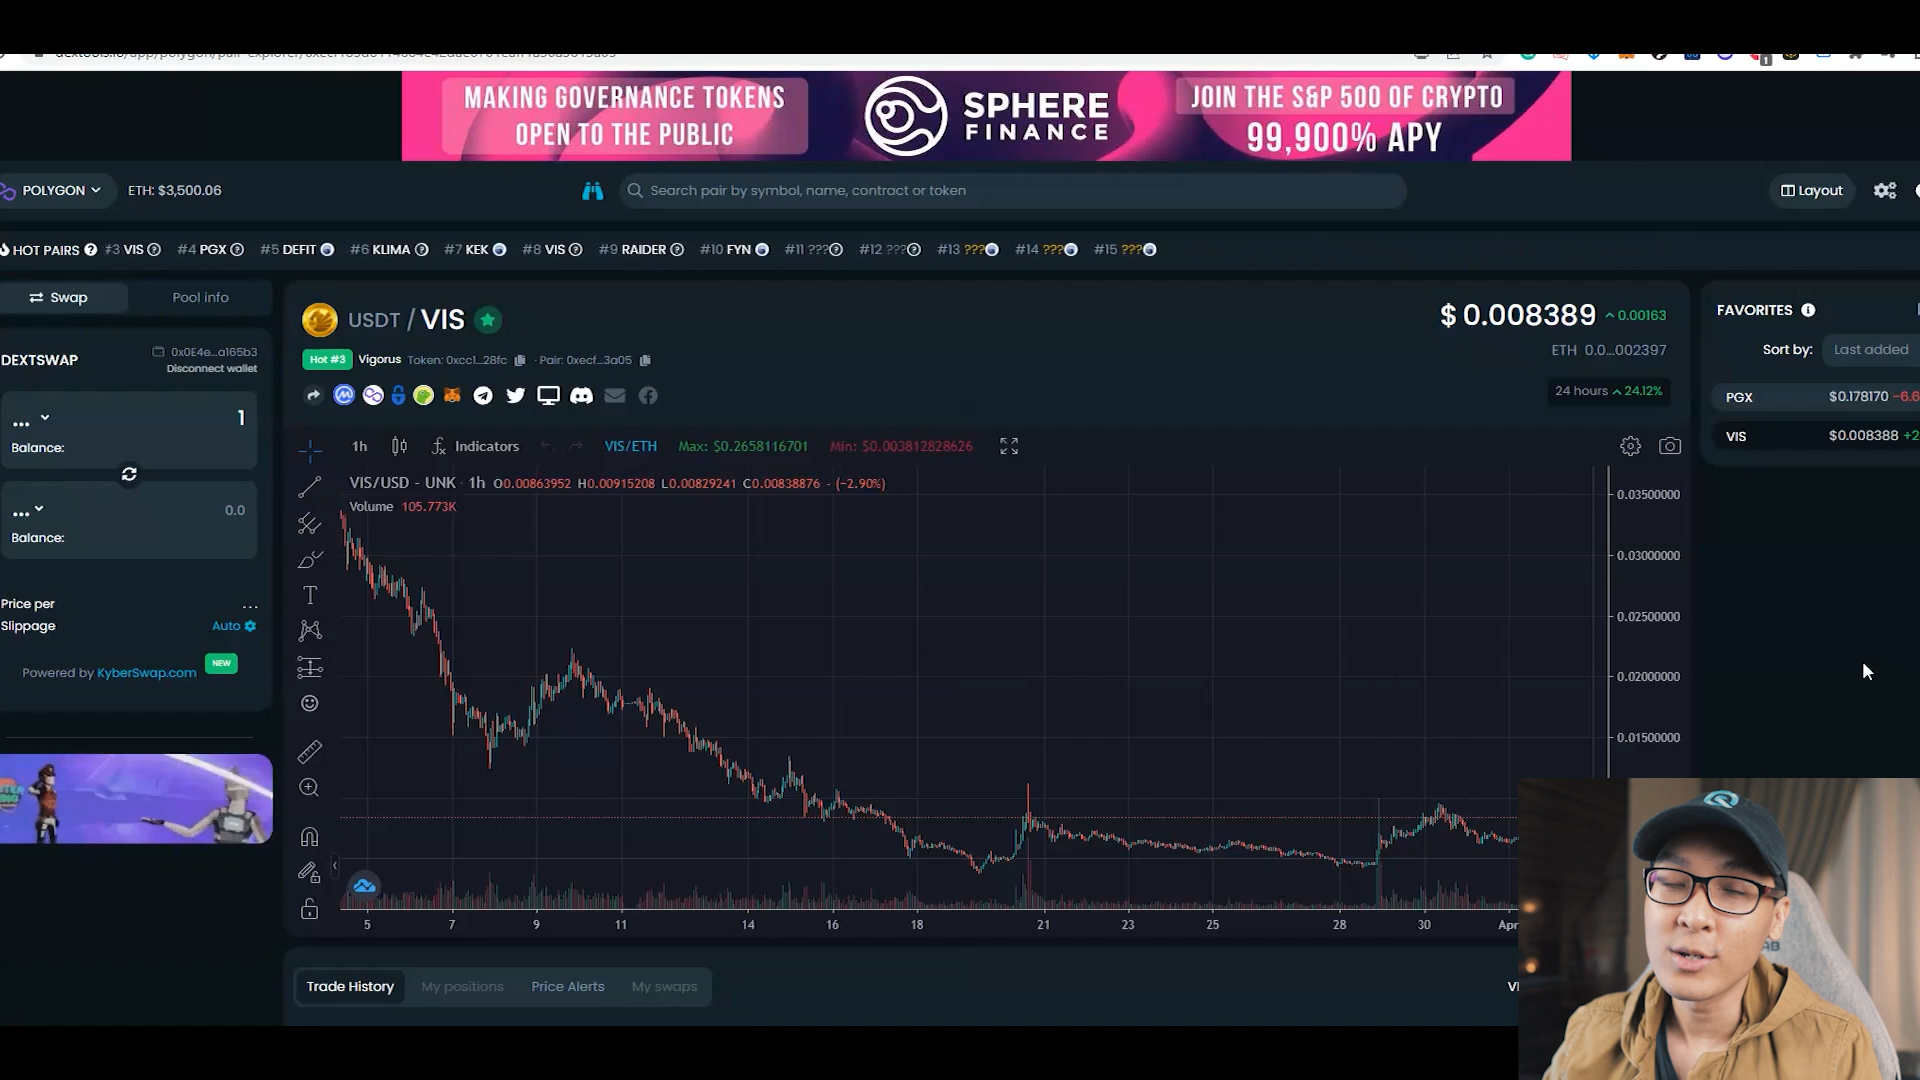 MAKING GOVERNANCE TOKENS
OPEN TO THE PUBLIC
SPHERE
FINANCE
JOIN THE S&P 500 OF CRYPTO
99,900% APY
POLYGON
ETH: $3,500.06
Search pair by symbol, name, contract or token
Layout
HOT PAIRS
#3 VIS
#4 PGX
#5 DEFIT
#6 KLIMA
#7 KEK
#8 VIS
#9 RAIDER
#10 FYN
#11 ???
#12 ???
#13 ???
#14 ???
#15 ???
Swap
Pool info
USDT / VIS
$ 0.008389
0.00163
ETH 0.0...002397
24 hours 24.12%
Hot #3 Vigorus Token: 0xcc1...28fc · Pair: 0xecf...3a05
FAVORITES
Sort by: Last added
PGX $0.178170 -6.6
VIS $0.008388 +2
DEXTSWAP
0x0E4e...a165b3
Disconnect wallet
... 1
Balance:
... 0.0
Balance:
Price per ...
Slippage Auto
Powered by KyberSwap.com NEW
1h Indicators VIS/ETH Max: $0.2658116701 Min: $0.003812828626
VIS/USD - UNK 1h O0.00863952 H0.00915208 L0.00829241 C0.00838876 - (−2.90%)
Volume 105.773K
0.03500000
0.03000000
0.02500000
0.02000000
0.01500000
5 7 9 11 14 16 18 21 23 25 28 30 Apr
Trade History
My positions
Price Alerts
My swaps